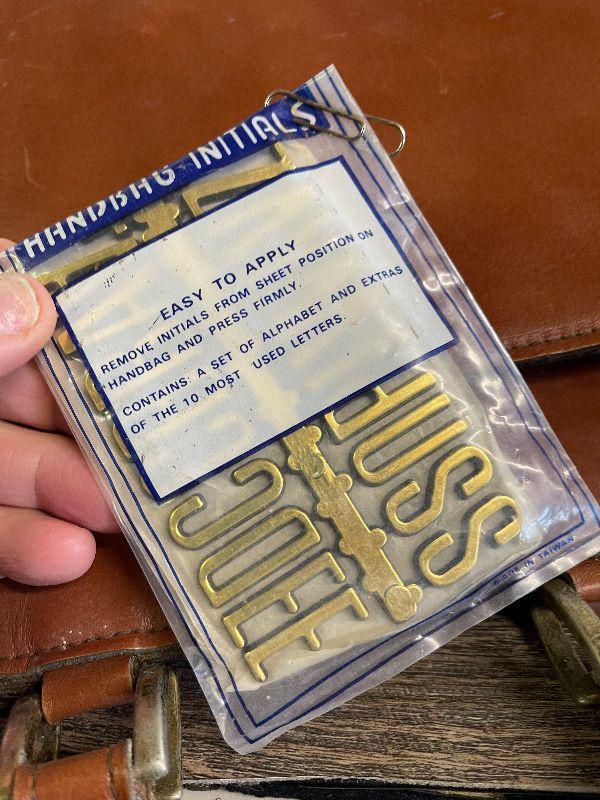 HANDBAG INITIALS
EASY TO APPLY
REMOVE INITIALS FROM SHEET POSITION ON
HANDBAG AND PRESS FIRMLY.
CONTAINS: A SET OF ALPHABET AND EXTRAS
OF THE 10 MOST USED LETTERS.
H
O
S
S
C
D
E
E
MADE IN TAIWAN